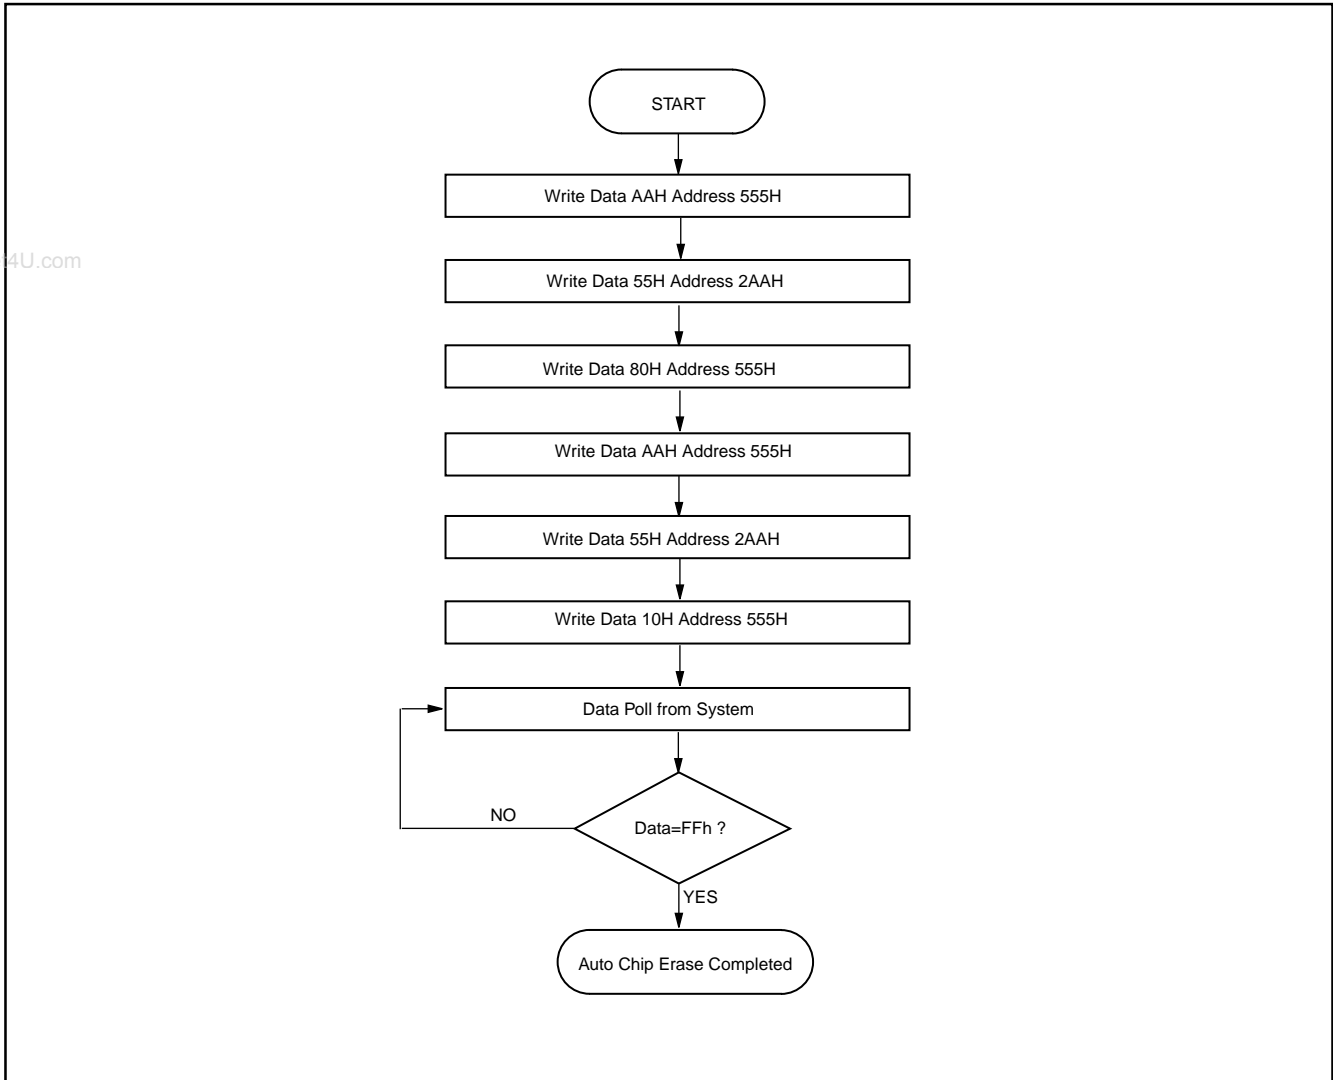 START
Write Data AAH Address 555H
4U.com
Write Data 55H Address 2AAH
Write Data 80H Address 555H
Write Data AAH Address 555H
Write Data 55H Address 2AAH
Write Data 10H Address 555H
Data Poll from System
NO
Data=FFh ?
YES
Auto Chip Erase Completed